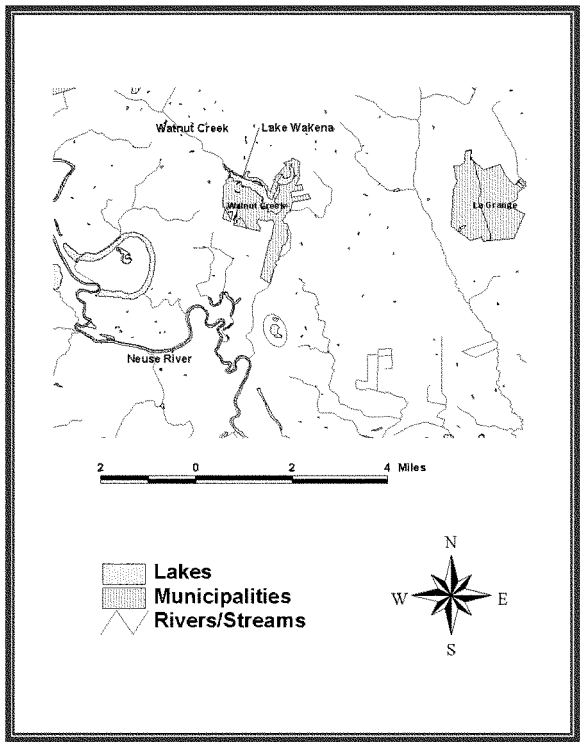 Walnut Creek Lake Wakena
Walnut Creek
La Grange
Neuse River
2 0 2 4 Miles
Lakes
Municipalities
Rivers/Streams
N
W E
S